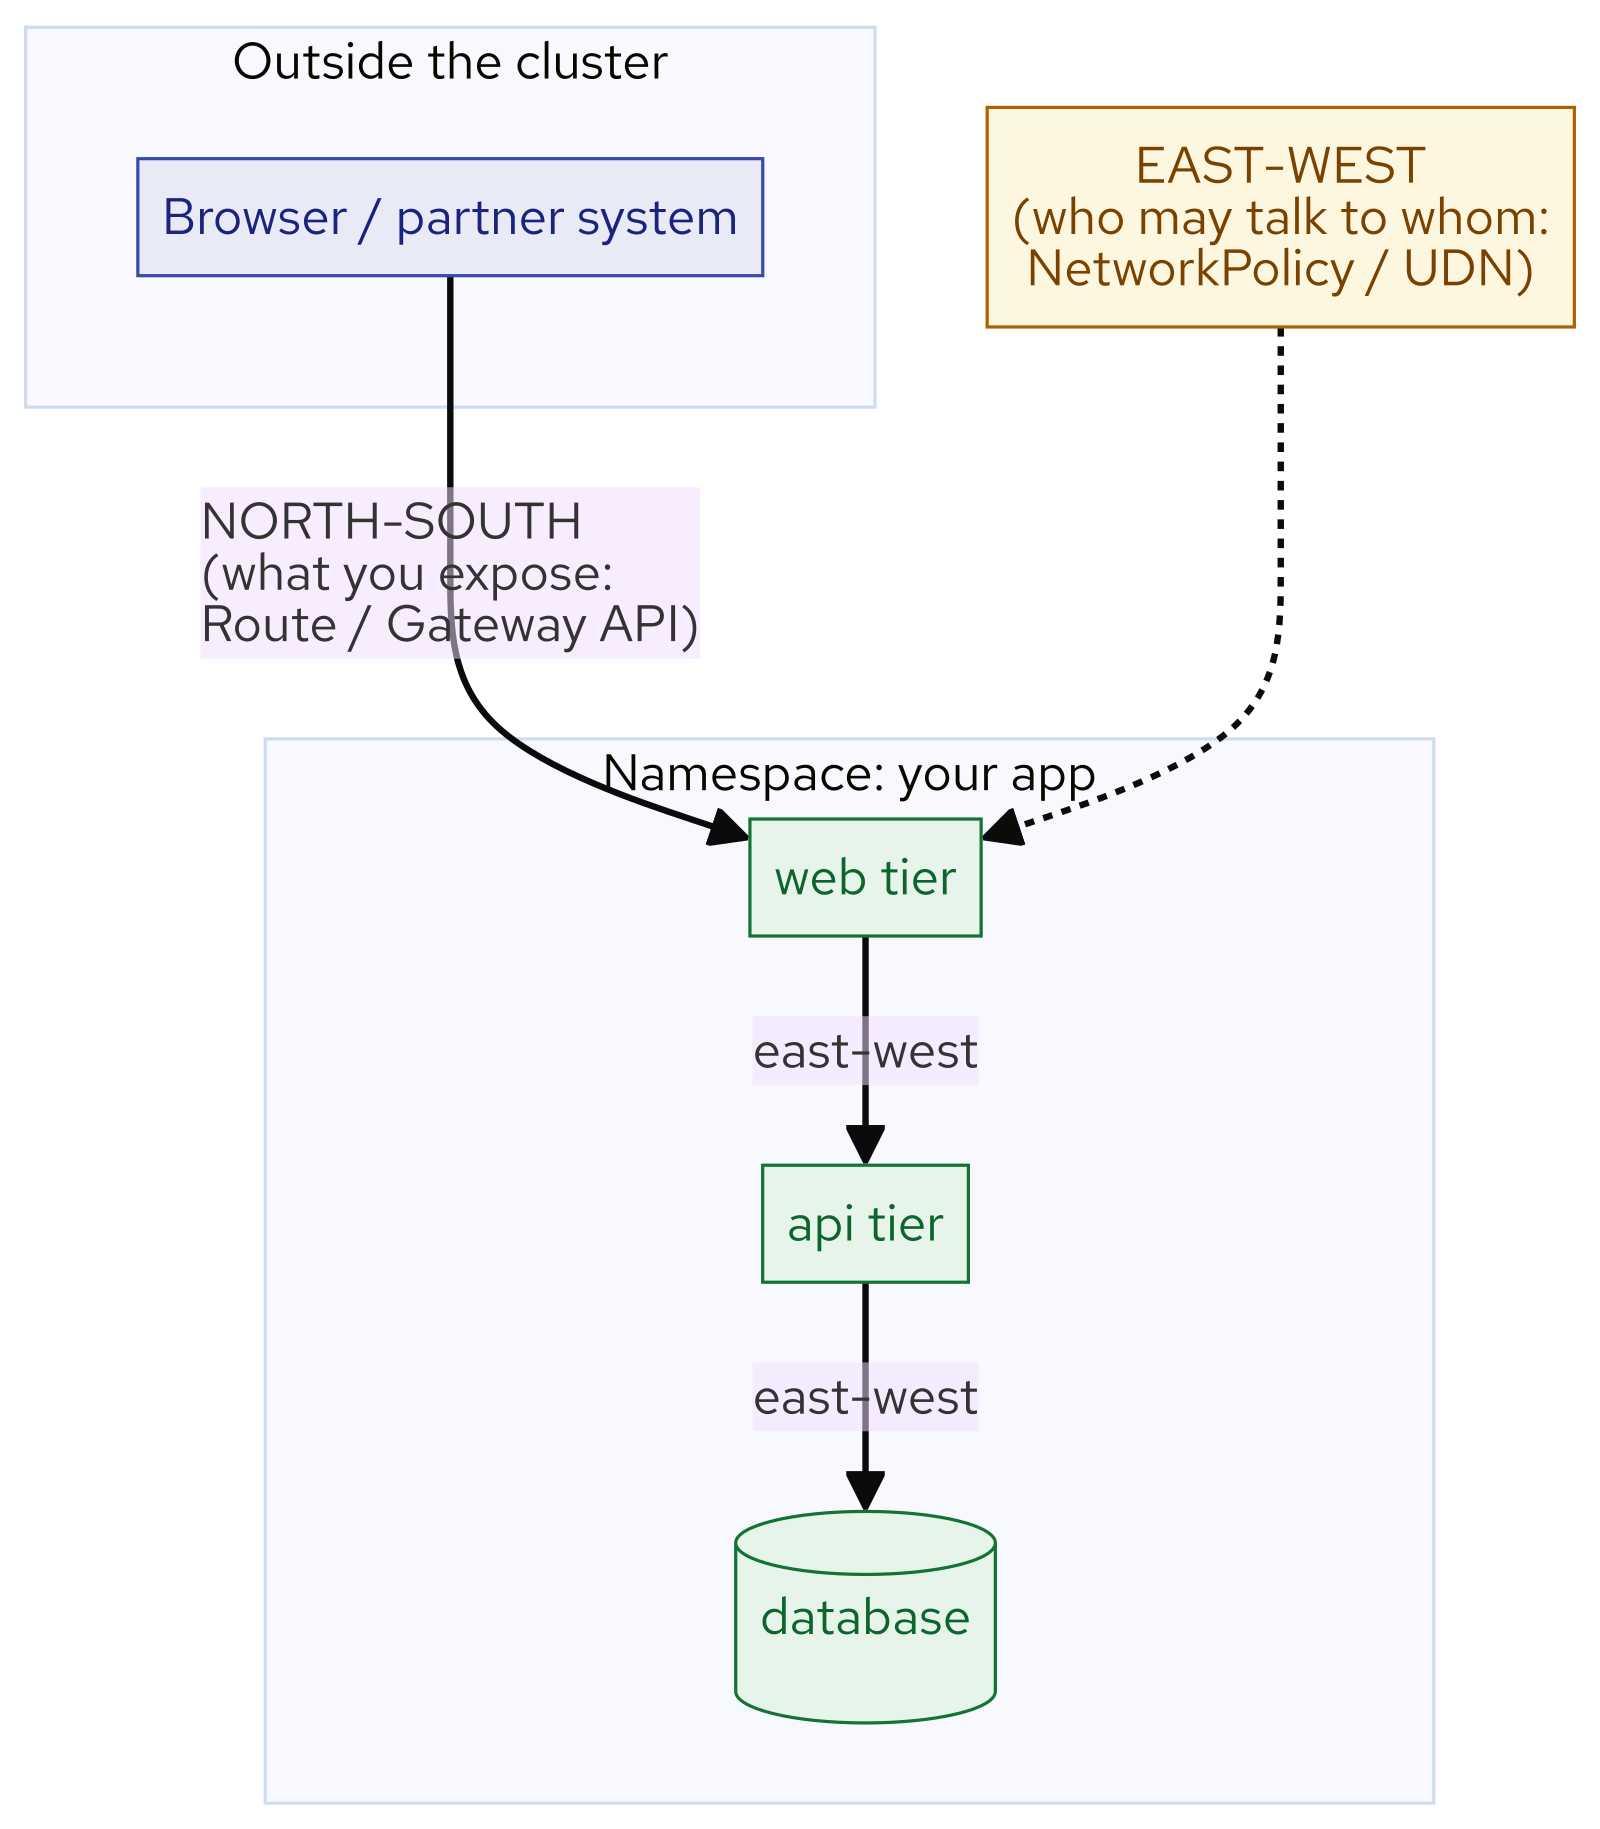 Outside the cluster
Browser / partner system
EAST-WEST
(who may talk to whom:
NetworkPolicy / UDN)
NORTH-SOUTH
(what you expose:
Route / Gateway API)
Namespace: your app
web tier
east-west
api tier
east-west
database